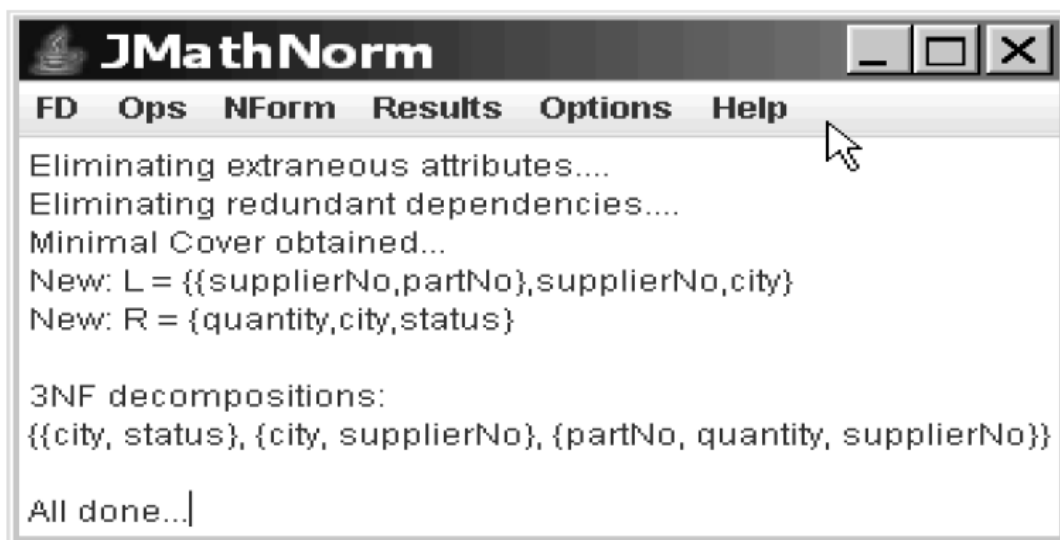 JMathNorm
FD Ops NForm Results Options Help
Eliminating extraneous attributes....
Eliminating redundant dependencies....
Minimal Cover obtained...
New: L = {{supplierNo,partNo},supplierNo,city}
New: R = {quantity,city,status}
3NF decompositions:
{{city, status}, {city, supplierNo}, {partNo, quantity, supplierNo}}
All done...